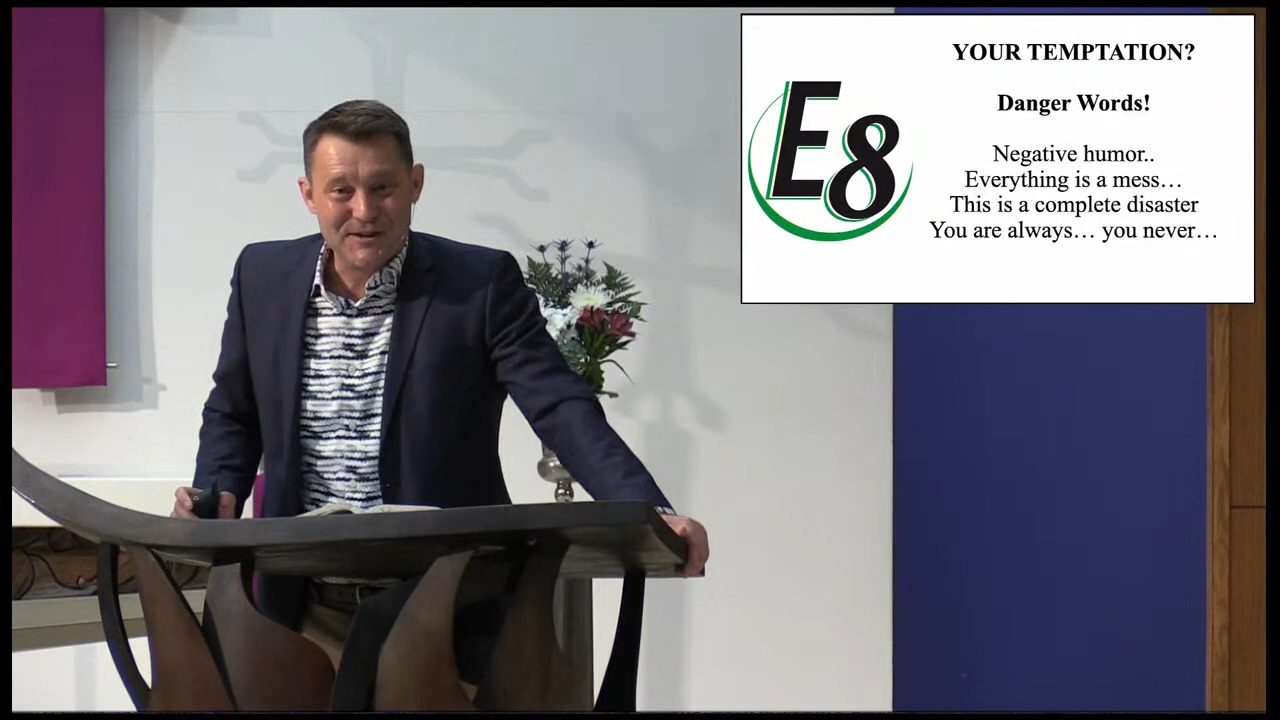 YOUR TEMPTATION?
Danger Words!
E8
Negative humor..
Everything is a mess…
This is a complete disaster
You are always… you never…